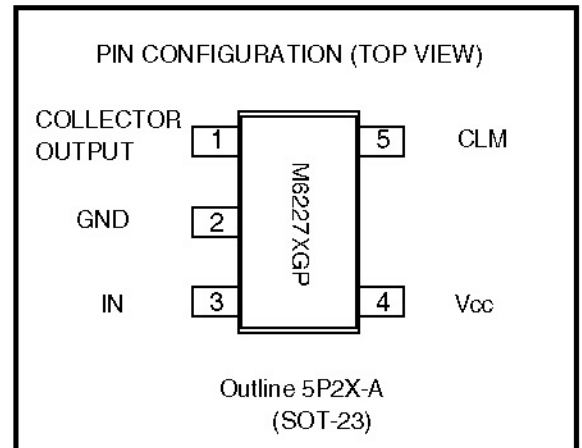 PIN CONFIGURATION (TOP VIEW)
COLLECTOR
OUTPUT
1
5
CLM
GND
2
M6227XGP
IN
3
4
Vcc
Outline 5P2X-A
(SOT-23)